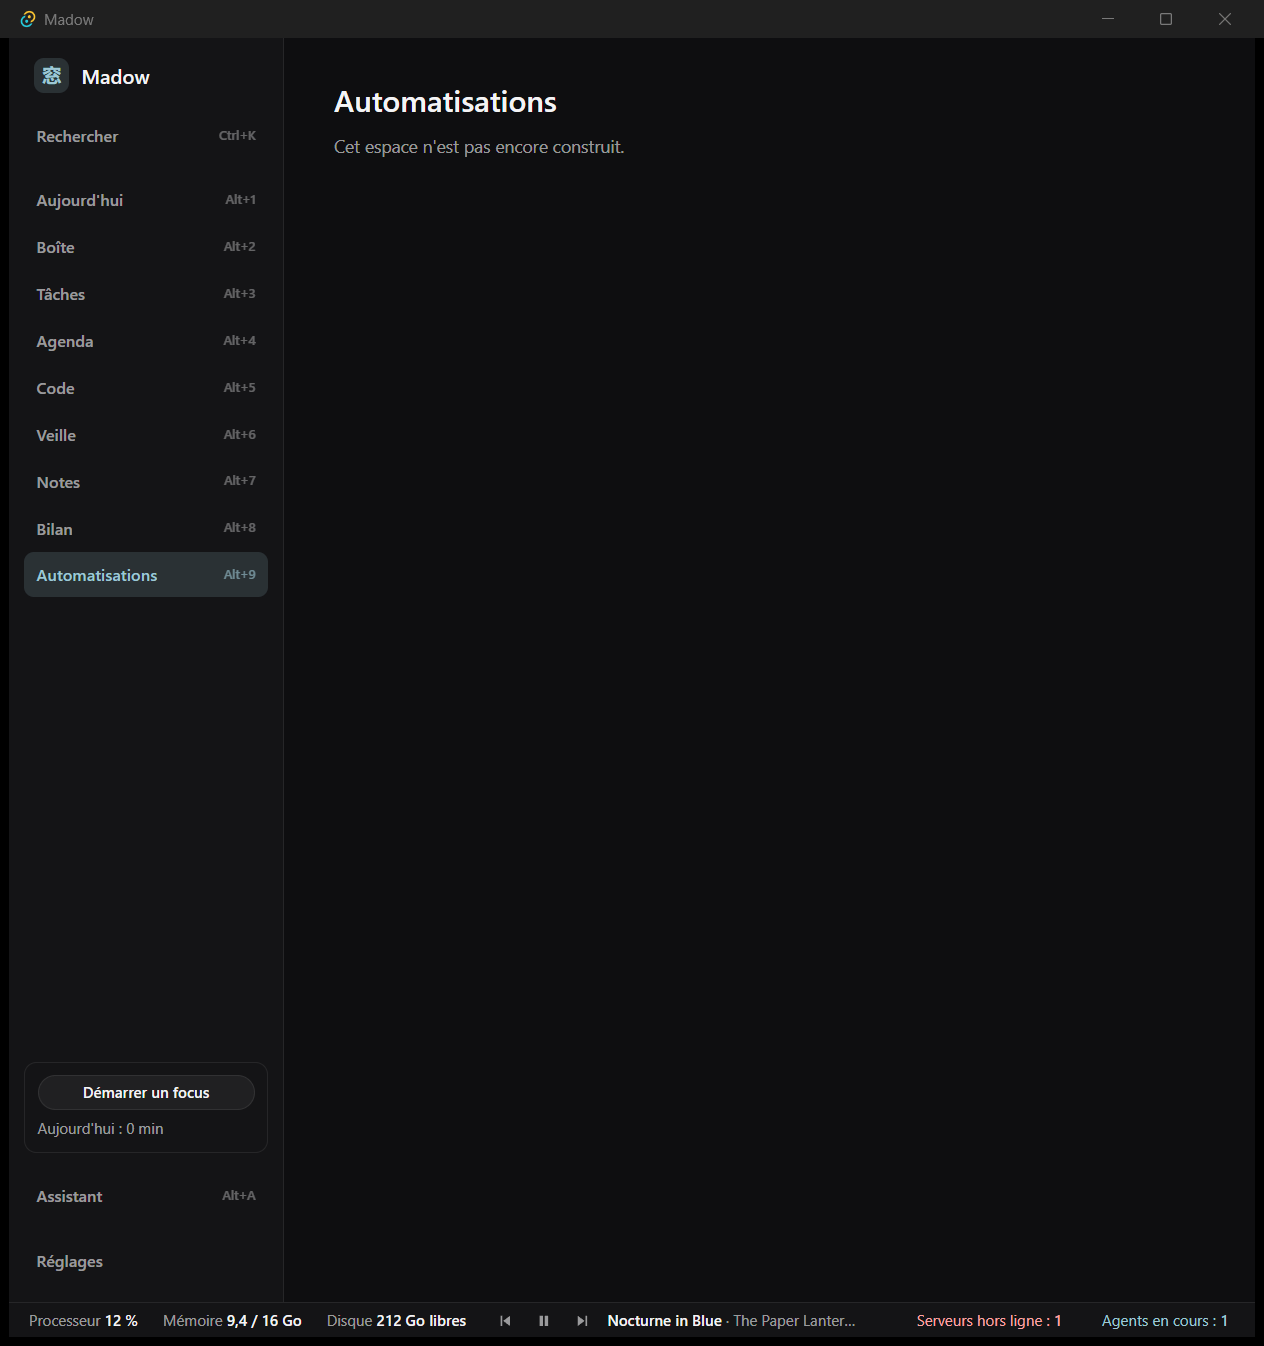 Madow
窓 Madow
Rechercher Ctrl+K
Aujourd'hui Alt+1
Boîte Alt+2
Tâches Alt+3
Agenda Alt+4
Code Alt+5
Veille Alt+6
Notes Alt+7
Bilan Alt+8
Automatisations Alt+9
Automatisations
Cet espace n'est pas encore construit.
Démarrer un focus
Aujourd'hui : 0 min
Assistant Alt+A
Réglages
Processeur 12 % Mémoire 9,4 / 16 Go Disque 212 Go libres Nocturne in Blue · The Paper Lanter... Serveurs hors ligne : 1 Agents en cours : 1